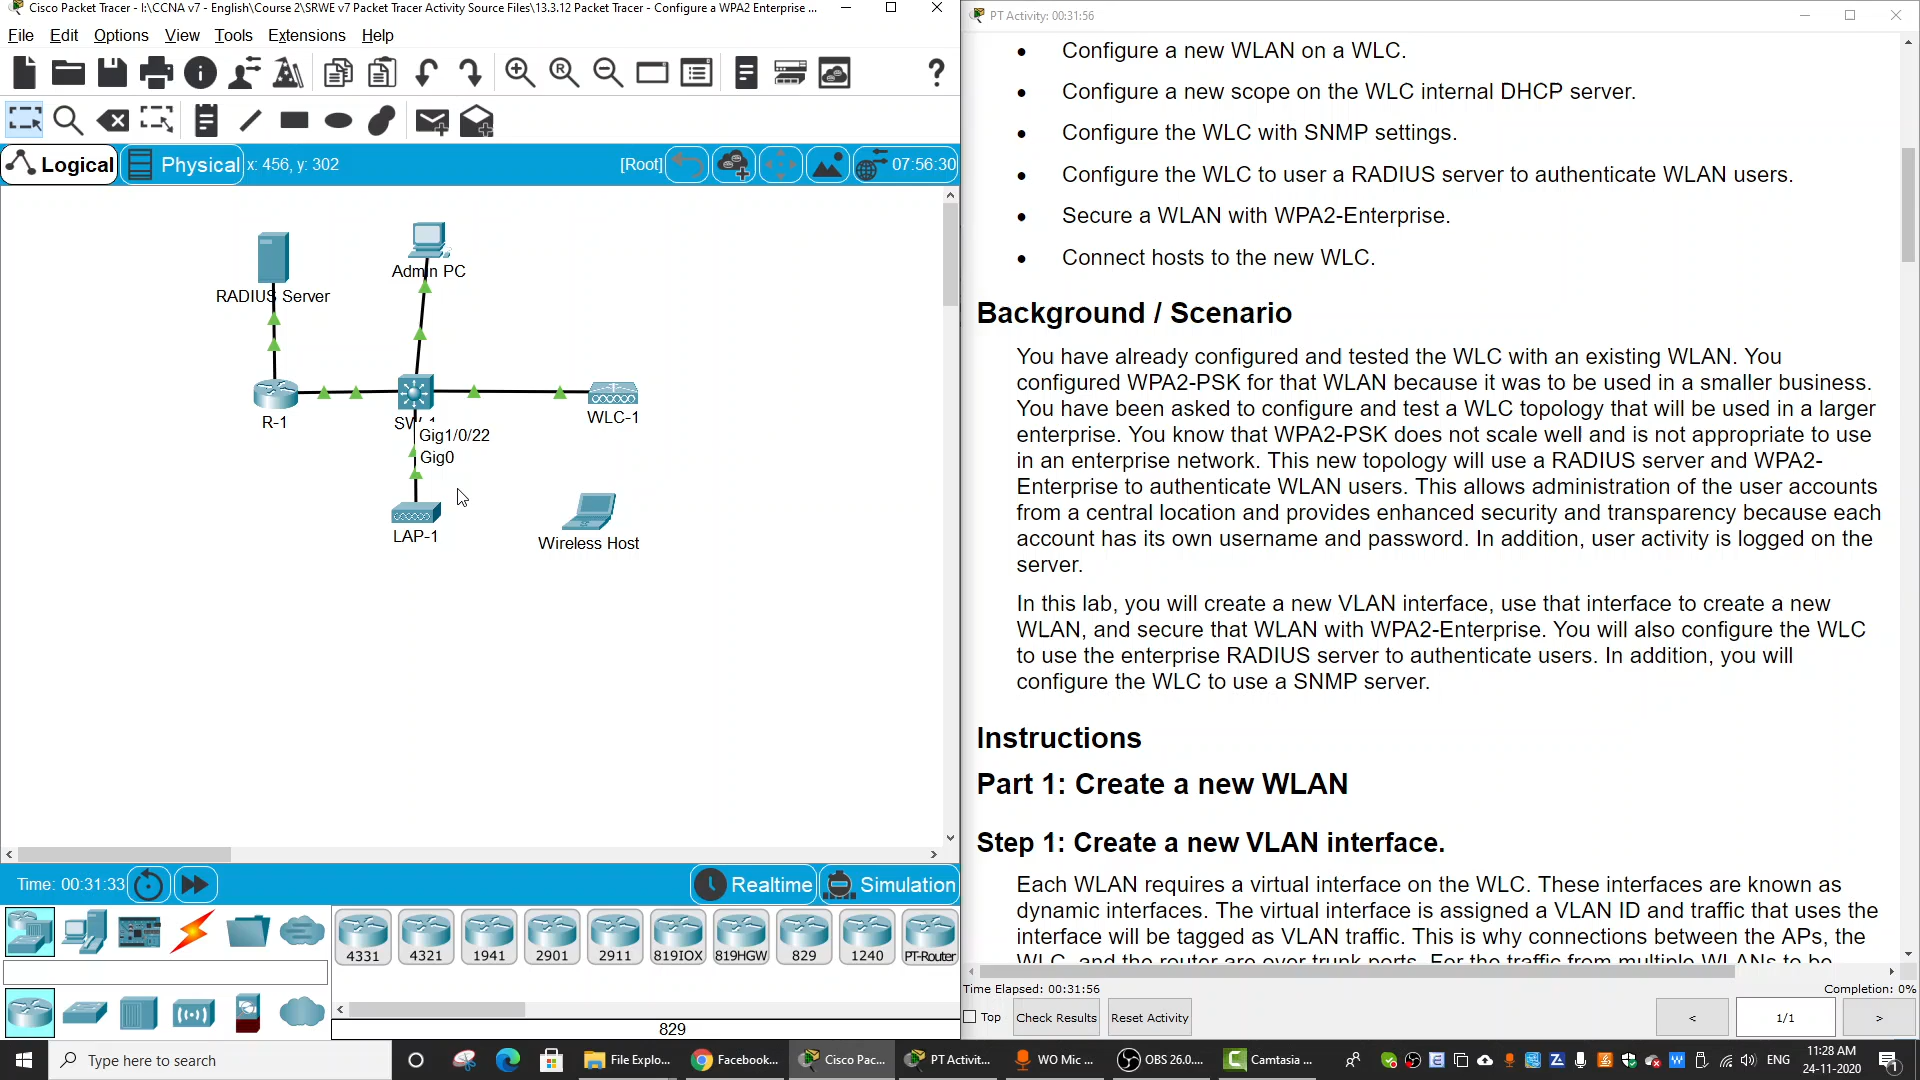 Cisco Packet Tracer - I:\CCNA v7 - English\Course 2\SRWE v7 Packet Tracer Activity Source Files\13.3.12 Packet Tracer - Configure a WPA2 Enterprise ...
File Edit Options View Tools Extensions Help
Logical Physical x: 456, y: 302 [Root] 07:56:30
RADIUS Server
Admin PC
R-1
WLC-1
Gig1/0/22
Gig0
LAP-1
Wireless Host
Time: 00:31:33 Realtime Simulation
4331 4321 1941 2901 2911 819IOX 819HGW 829 1240 PT-Router
829
PT Activity: 00:31:56
• Configure a new WLAN on a WLC.
• Configure a new scope on the WLC internal DHCP server.
• Configure the WLC with SNMP settings.
• Configure the WLC to user a RADIUS server to authenticate WLAN users.
• Secure a WLAN with WPA2-Enterprise.
• Connect hosts to the new WLC.
Background / Scenario
You have already configured and tested the WLC with an existing WLAN. You
configured WPA2-PSK for that WLAN because it was to be used in a smaller business.
You have been asked to configure and test a WLC topology that will be used in a larger
enterprise. You know that WPA2-PSK does not scale well and is not appropriate to use
in an enterprise network. This new topology will use a RADIUS server and WPA2-
Enterprise to authenticate WLAN users. This allows administration of the user accounts
from a central location and provides enhanced security and transparency because each
account has its own username and password. In addition, user activity is logged on the
server.
In this lab, you will create a new VLAN interface, use that interface to create a new
WLAN, and secure that WLAN with WPA2-Enterprise. You will also configure the WLC
to use the enterprise RADIUS server to authenticate users. In addition, you will
configure the WLC to use a SNMP server.
Instructions
Part 1: Create a new WLAN
Step 1: Create a new VLAN interface.
Each WLAN requires a virtual interface on the WLC. These interfaces are known as
dynamic interfaces. The virtual interface is assigned a VLAN ID and traffic that uses the
interface will be tagged as VLAN traffic. This is why connections between the APs, the
WLC, and the router are over trunk ports. For the traffic from multiple WLANs to be
Time Elapsed: 00:31:56 Completion: 0%
Top Check Results Reset Activity < 1/1 >
Type here to search File Explo... Facebook... Cisco Pac... PT Activit... WO Mic ... OBS 26.0.... Camtasia ... ENG 11:28 AM
24-11-2020